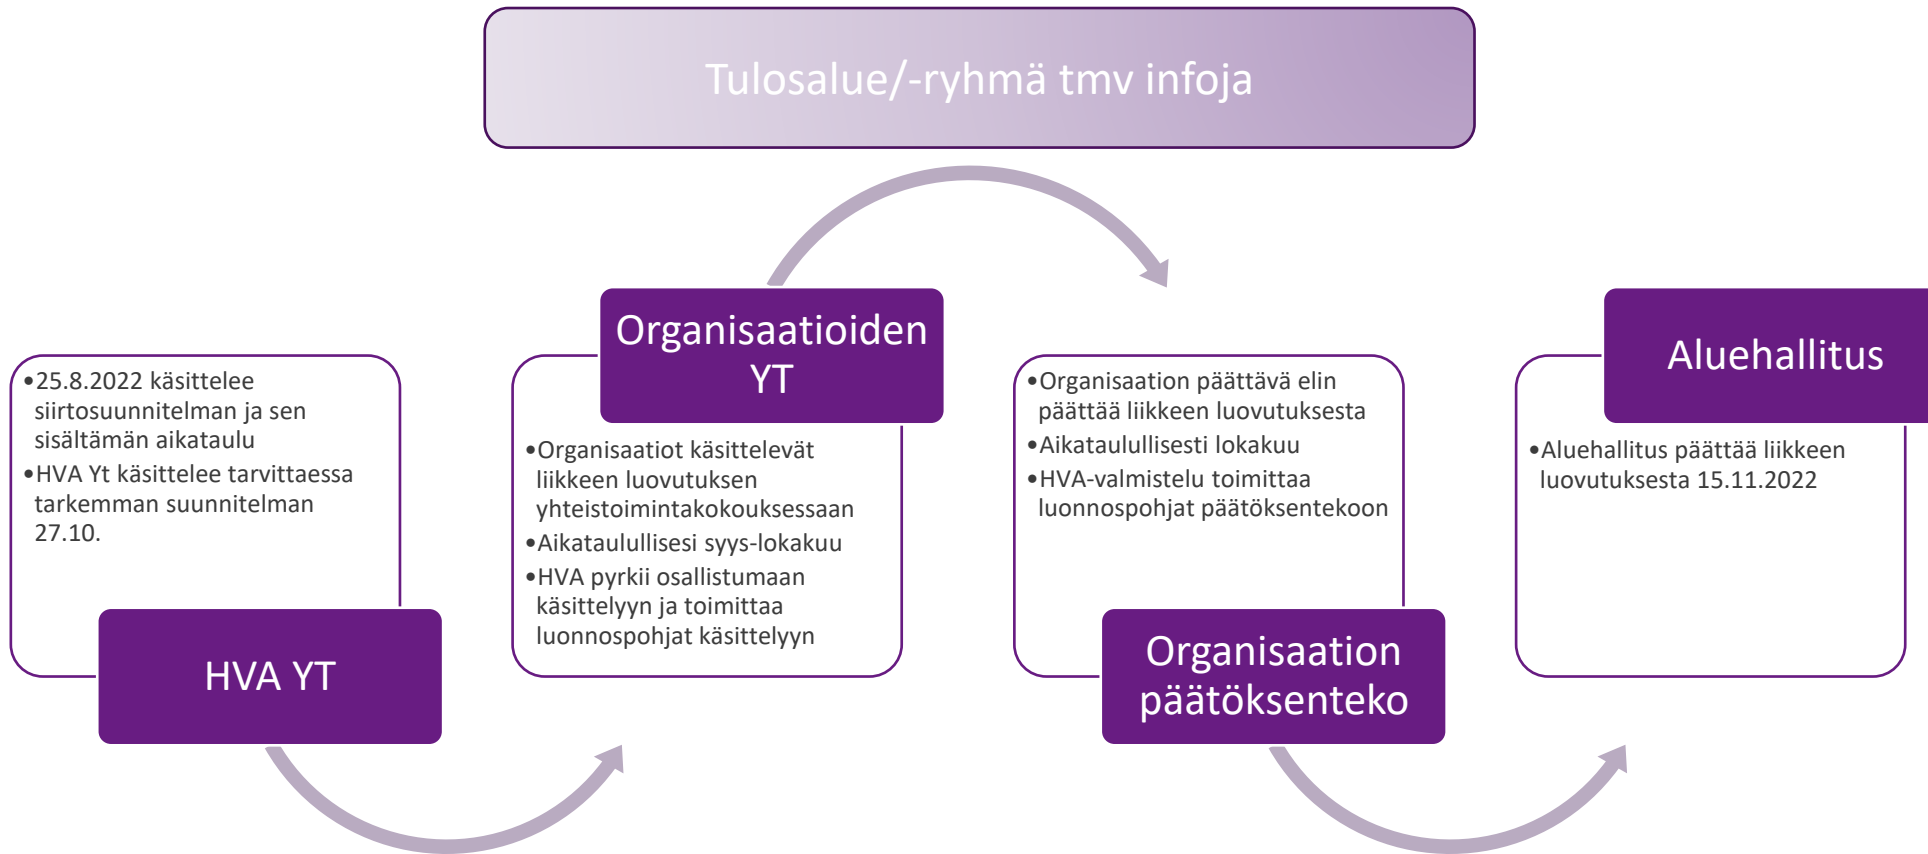 Tulosalue/-ryhmä tmv infoja
•25.8.2022 käsittelee
siirtosuunnitelman ja sen
sisältämän aikataulu
•HVA Yt käsittelee tarvittaessa
tarkemman suunnitelman
27.10.
HVA YT
Organisaatioiden
YT
•Organisaatiot käsittelevät
liikkeen luovutuksen
yhteistoimintakokouksessaan
•Aikataulullisesi syys-lokakuu
•HVA pyrkii osallistumaan
käsittelyyn ja toimittaa
luonnospohjat käsittelyyn
•Organisaation päättävä elin
päättää liikkeen luovutuksesta
•Aikataulullisesti lokakuu
•HVA-valmistelu toimittaa
luonnospohjat päätöksentekoon
Organisaation
päätöksenteko
Aluehallitus
•Aluehallitus päättää liikkeen
luovutuksesta 15.11.2022